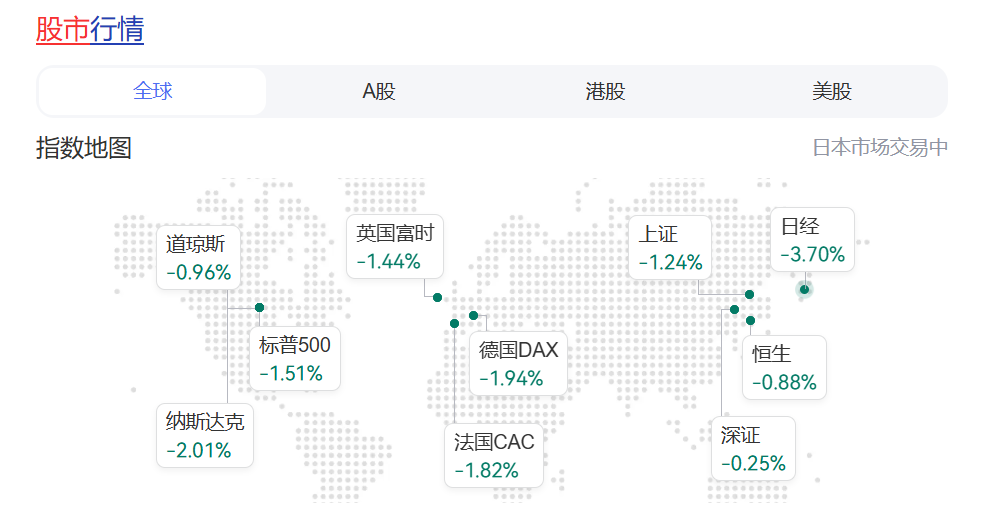 股市行情
全球
A股
港股
美股
指数地图
日本市场交易中
道琼斯
-0.96%
英国富时
-1.44%
上证
-1.24%
日经
-3.70%
标普500
-1.51%
德国DAX
-1.94%
恒生
-0.88%
纳斯达克
-2.01%
法国CAC
-1.82%
深证
-0.25%